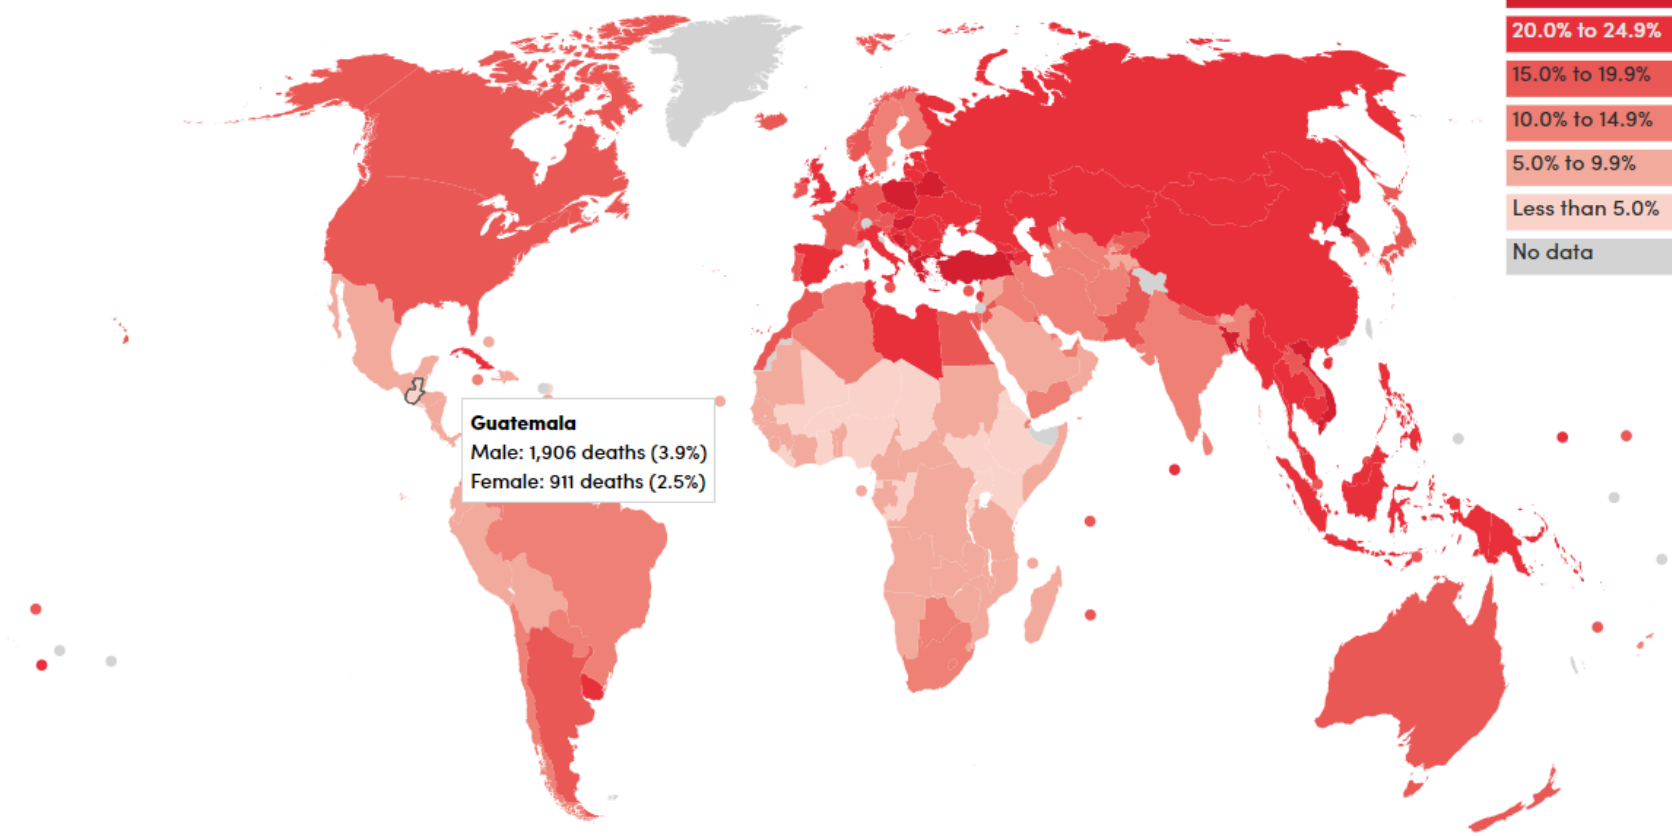 20.0% to 24.9%
15.0% to 19.9%
10.0% to 14.9%
5.0% to 9.9%
Less than 5.0%
No data
Guatemala
Male: 1,906 deaths (3.9%)
Female: 911 deaths (2.5%)